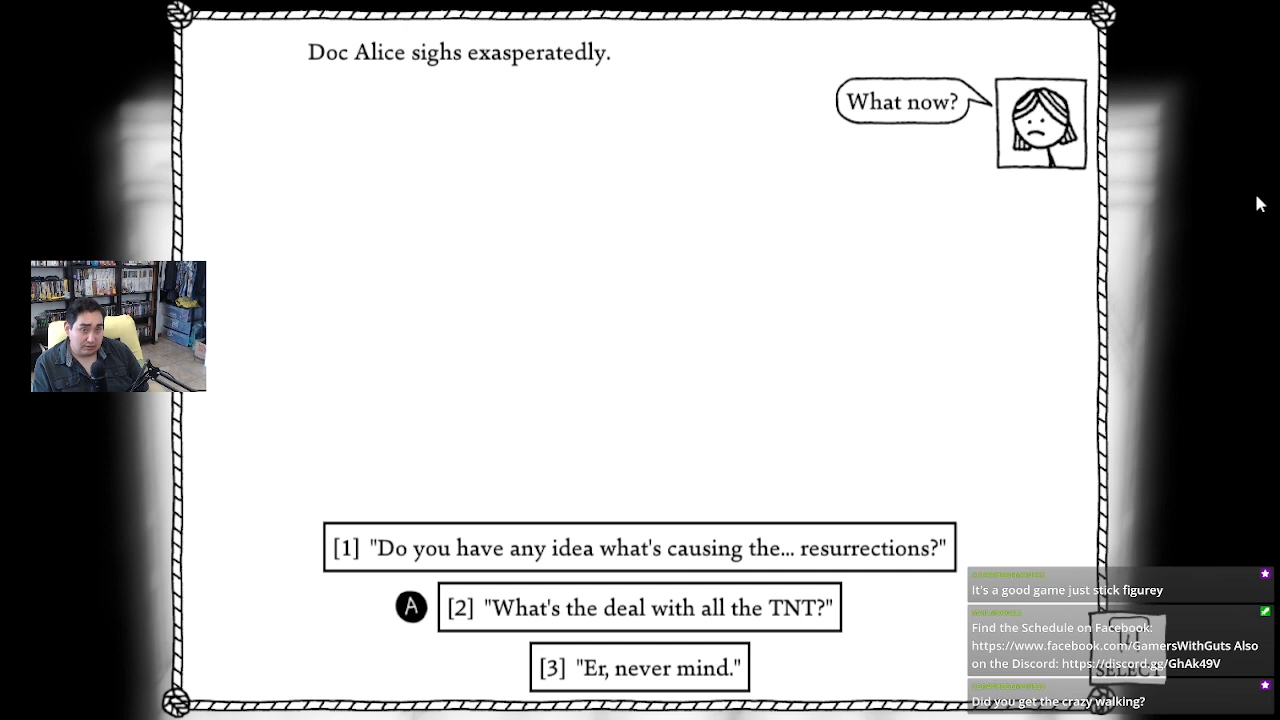 Doc Alice sighs exasperatedly.
What now?
[1] "Do you have any idea what's causing the... resurrections?"
A [2] "What's the deal with all the TNT?"
[3] "Er, never mind."
It's a good game just stick figurey
Find the Schedule on Facebook:
https://www.facebook.com/GamersWithGuts Also
on the Discord: https://discord.gg/GhAk49V
SELECT
Did you get the crazy walking?